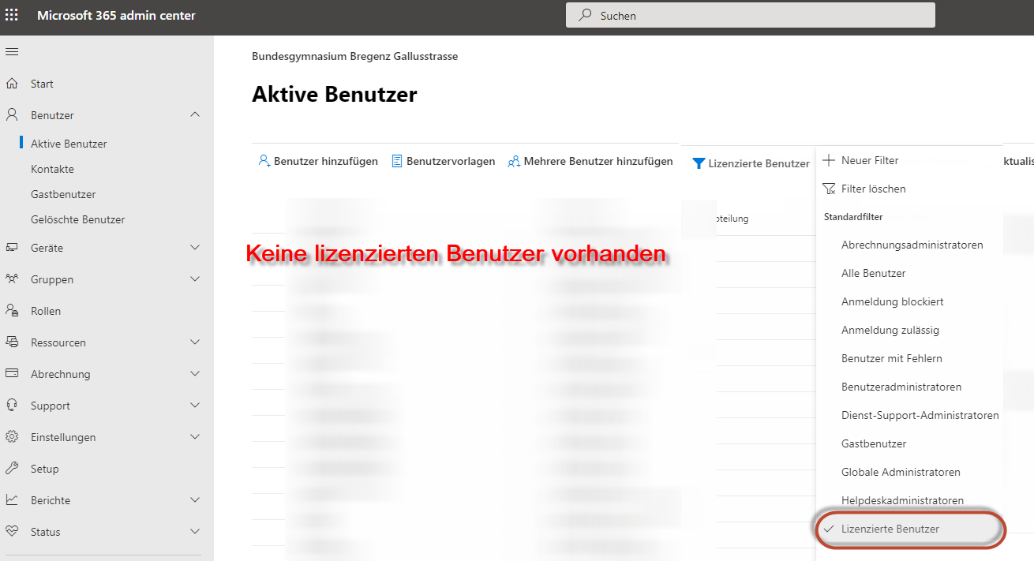 Microsoft 365 admin center
Suchen
Start
Benutzer
Aktive Benutzer
Kontakte
Gastbenutzer
Gelöschte Benutzer
Geräte
Gruppen
Rollen
Ressourcen
Abrechnung
Support
Einstellungen
Setup
Berichte
Status
Bundesgymnasium Bregenz Gallusstrasse
Aktive Benutzer
Benutzer hinzufügen Benutzervorlagen Mehrere Benutzer hinzufügen Lizenzierte Benutzer
Keine lizenzierten Benutzer vorhanden
Neuer Filter
Filter löschen
Standardfilter
Abrechnungsadministratoren
Alle Benutzer
Anmeldung blockiert
Anmeldung zulässig
Benutzer mit Fehlern
Benutzeradministratoren
Dienst-Support-Administratoren
Gastbenutzer
Globale Administratoren
Helpdeskadministratoren
Lizenzierte Benutzer